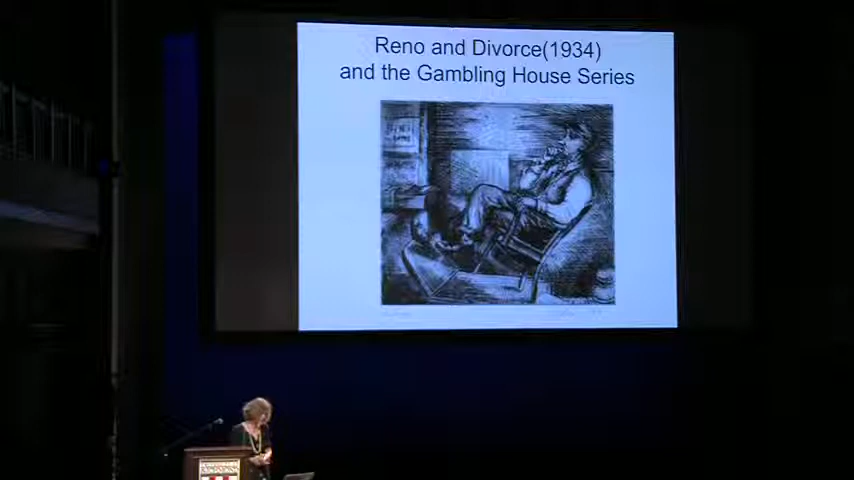 Reno and Divorce(1934)
and the Gambling House Series